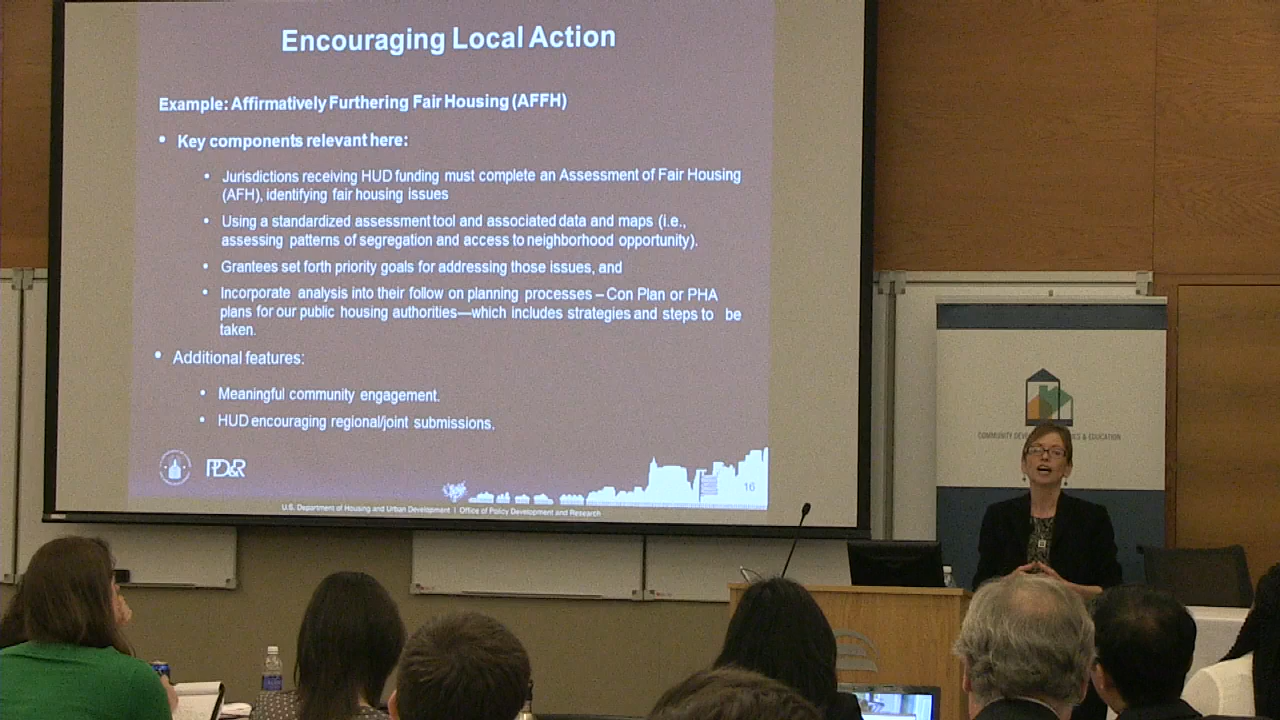 Encouraging Local Action
Example: Affirmatively Furthering Fair Housing (AFFH)
• Key components relevant here:
• Jurisdictions receiving HUD funding must complete an Assessment of Fair Housing
(AFH), identifying fair housing issues
• Using a standardized assessment tool and associated data and maps (i.e.,
assessing patterns of segregation and access to neighborhood opportunity).
• Grantees set forth priority goals for addressing those issues, and
• Incorporate analysis into their follow on planning processes – Con Plan or PHA
plans for our public housing authorities—which includes strategies and steps to be
taken.
• Additional features:
• Meaningful community engagement.
• HUD encouraging regional/joint submissions.
PD&R
16
U.S. Department of Housing and Urban Development | Office of Policy Development and Research
COMMUNITY & EDUCATION